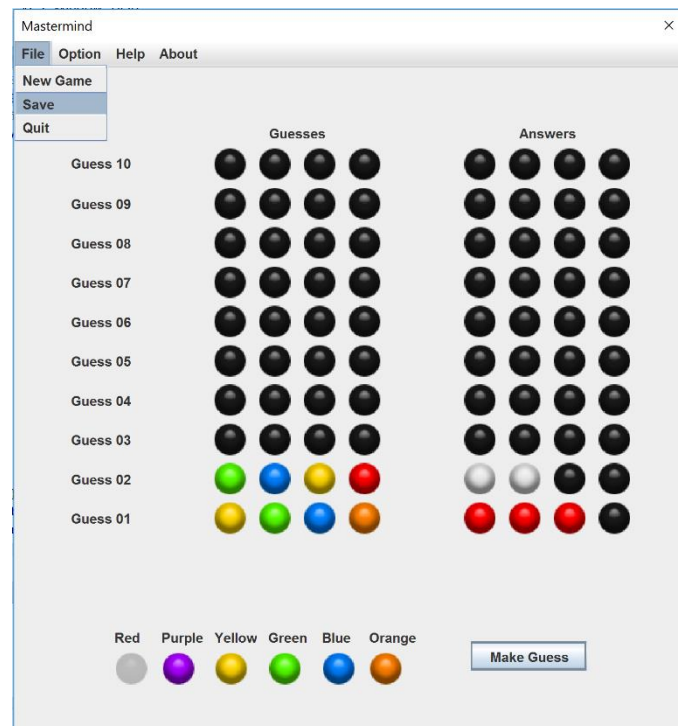 Mastermind
File Option Help About
New Game
Save
Quit
Guesses Answers
Guess 10
Guess 09
Guess 08
Guess 07
Guess 06
Guess 05
Guess 04
Guess 03
Guess 02
Guess 01
Red Purple Yellow Green Blue Orange
Make Guess